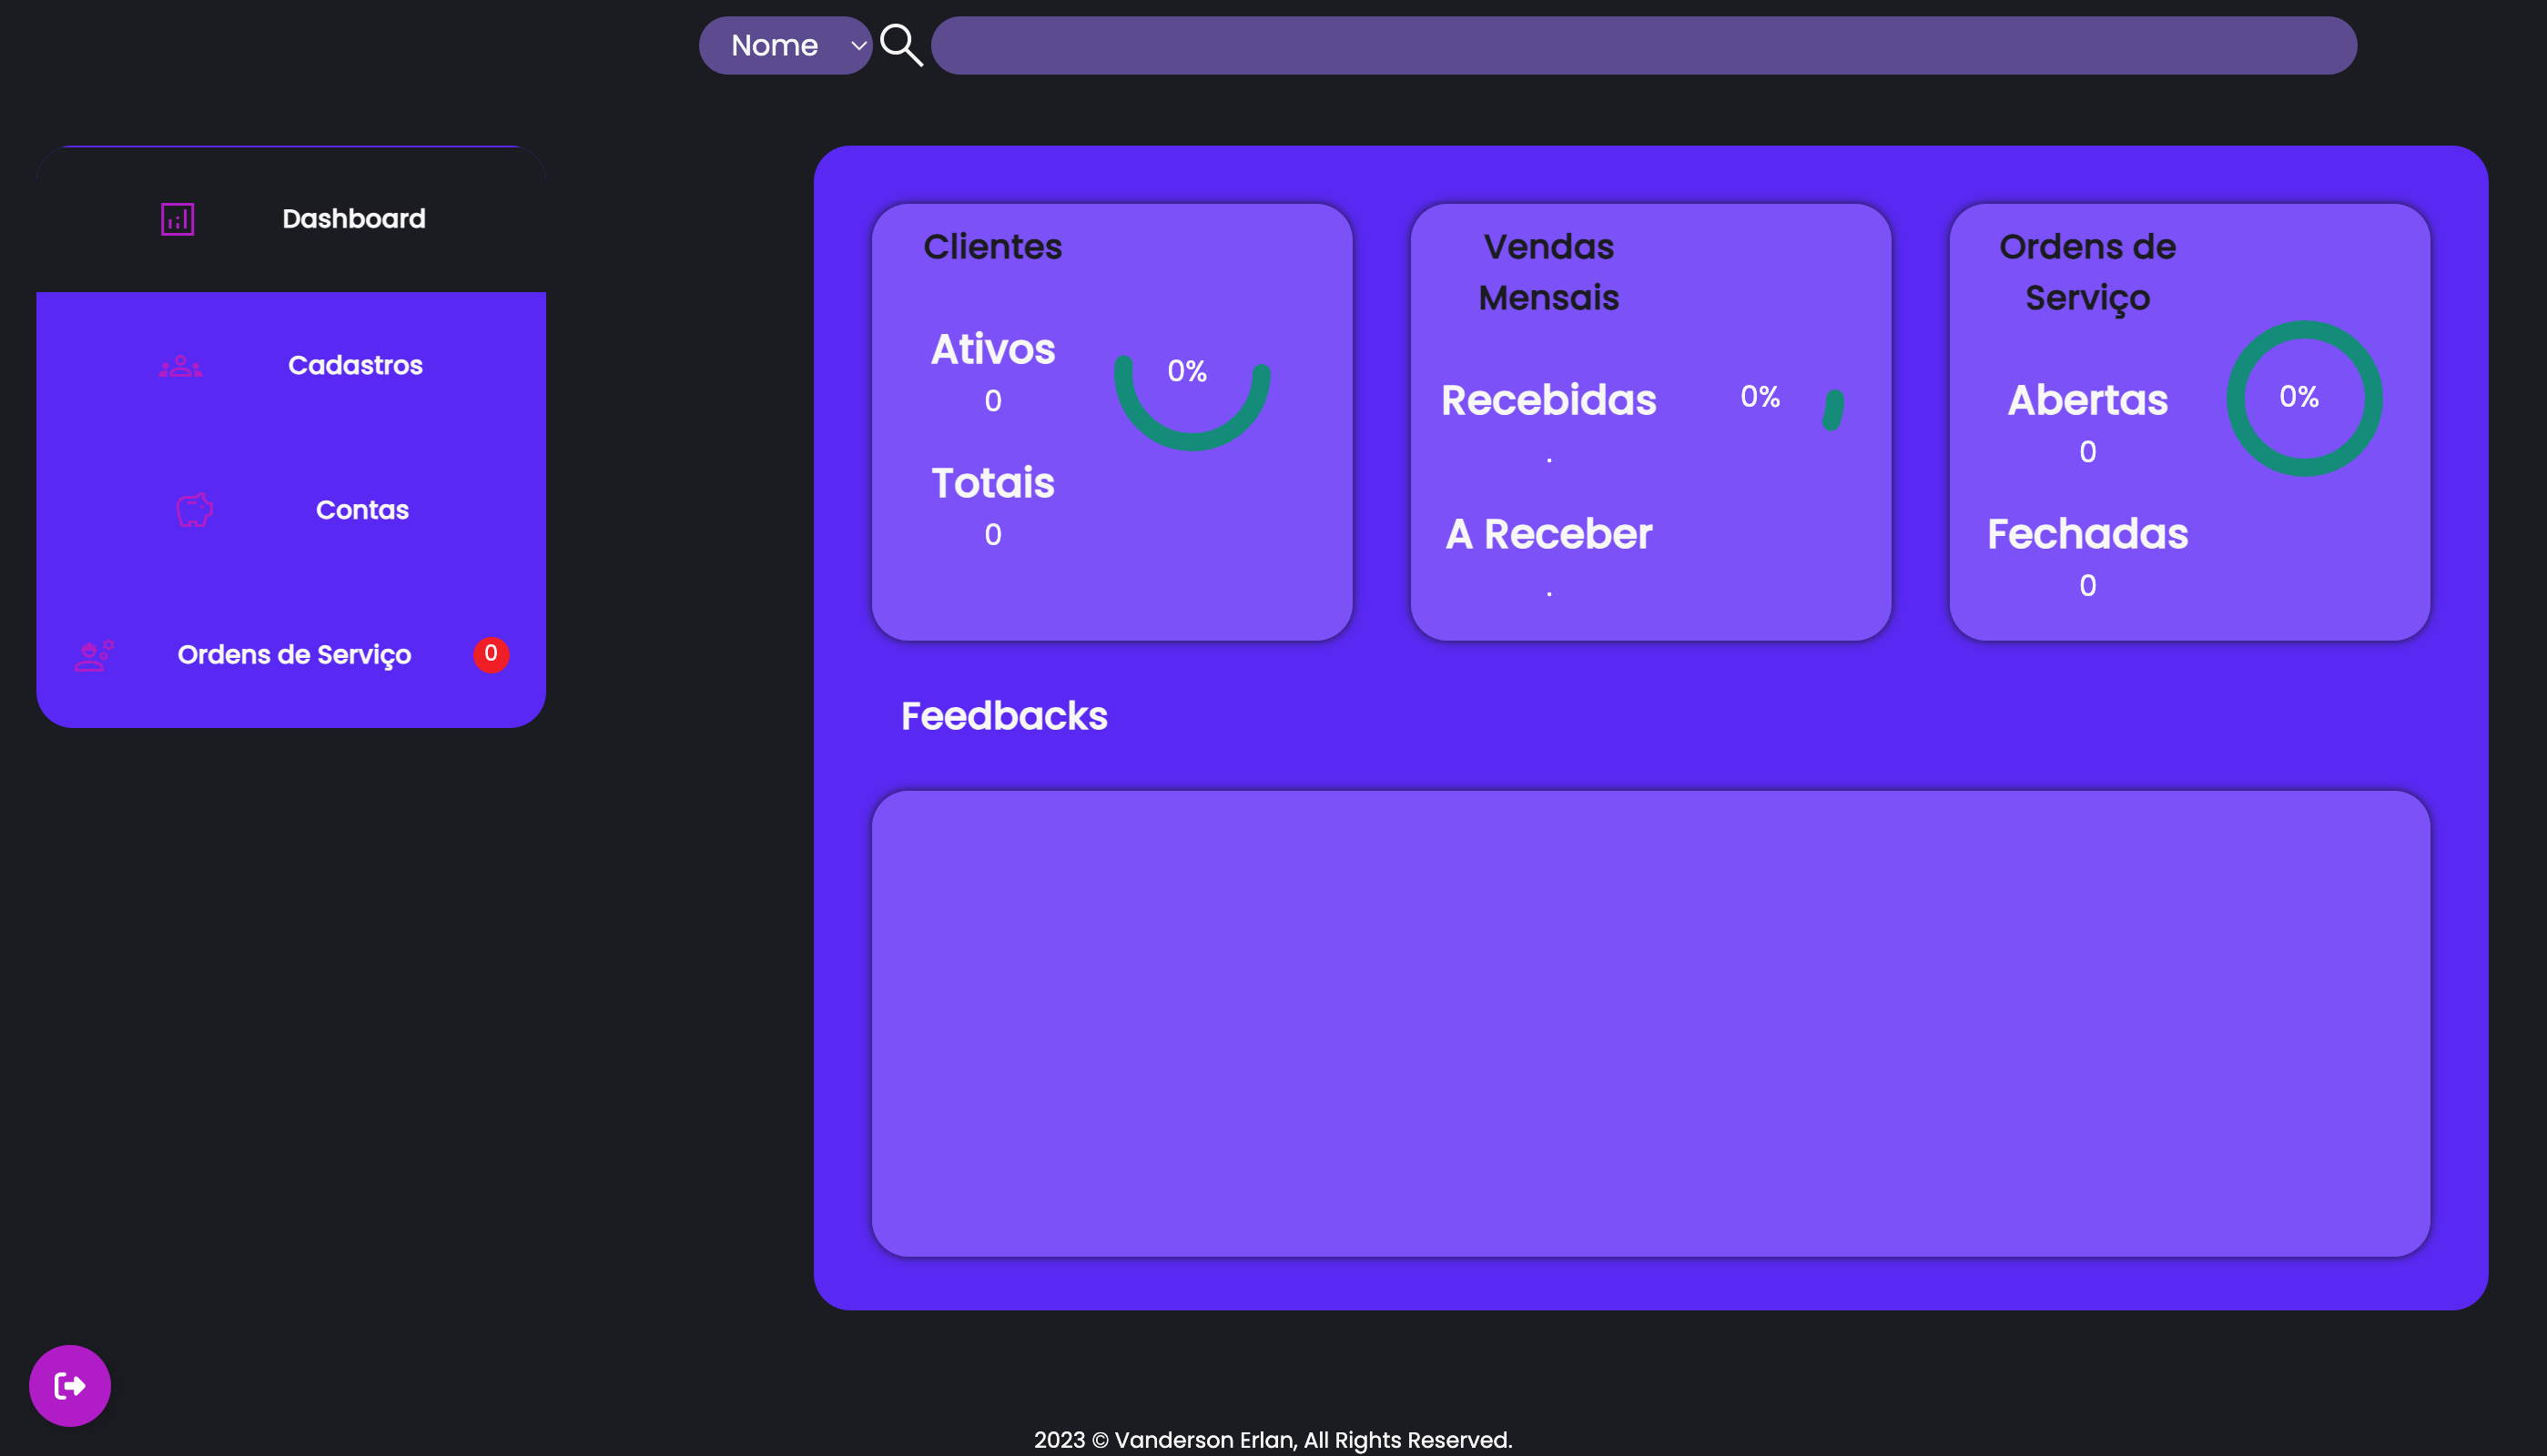 Nome
Dashboard
Cadastros
Contas
Ordens de Serviço
0
Clientes
Ativos
0
0%
Totais
0
Vendas
Mensais
Recebidas
.
0%
A Receber
.
Ordens de
Serviço
Abertas
0
0%
Fechadas
0
Feedbacks
2023 © Vanderson Erlan, All Rights Reserved.